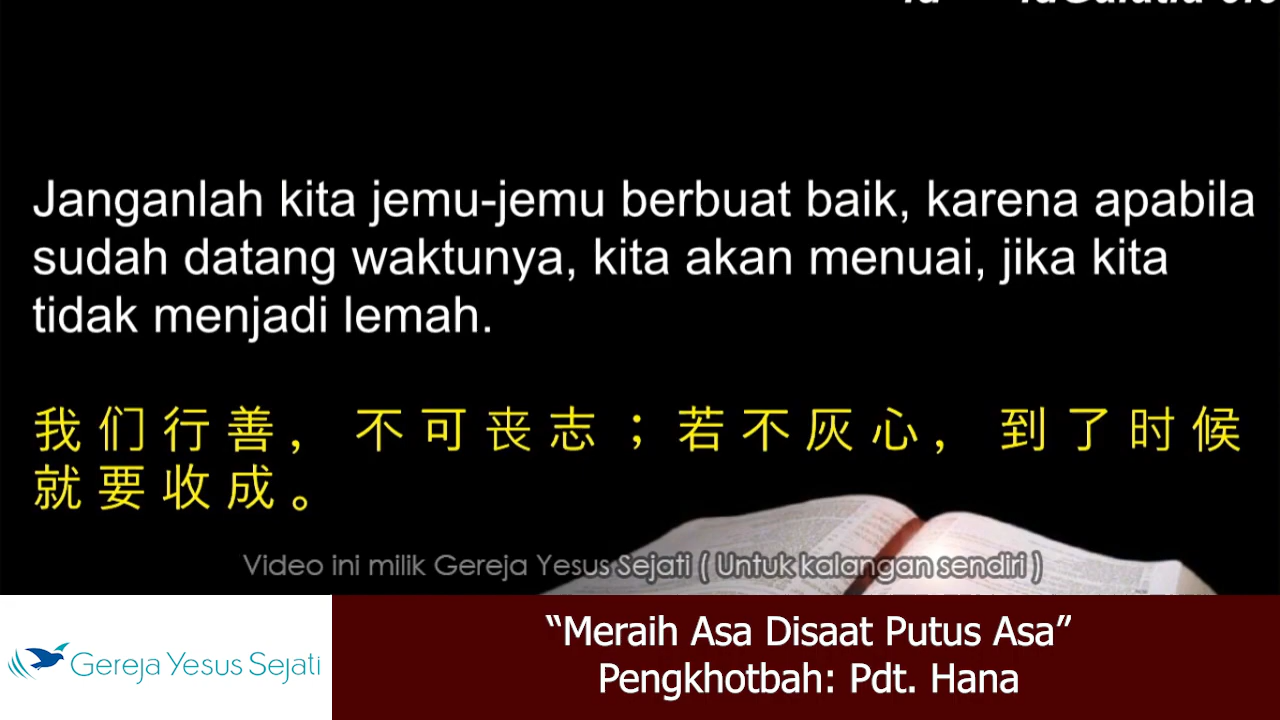 Janganlah kita jemu-jemu berbuat baik, karena apabila
sudah datang waktunya, kita akan menuai, jika kita
tidak menjadi lemah.
我们行善，不可丧志；若不灰心，到了时候
就要收成。
Video ini milik Gereja Yesus Sejati ( Untuk kalangan sendiri )
Gereja Yesus Sejati
“Meraih Asa Disaat Putus Asa”
Pengkhotbah: Pdt. Hana